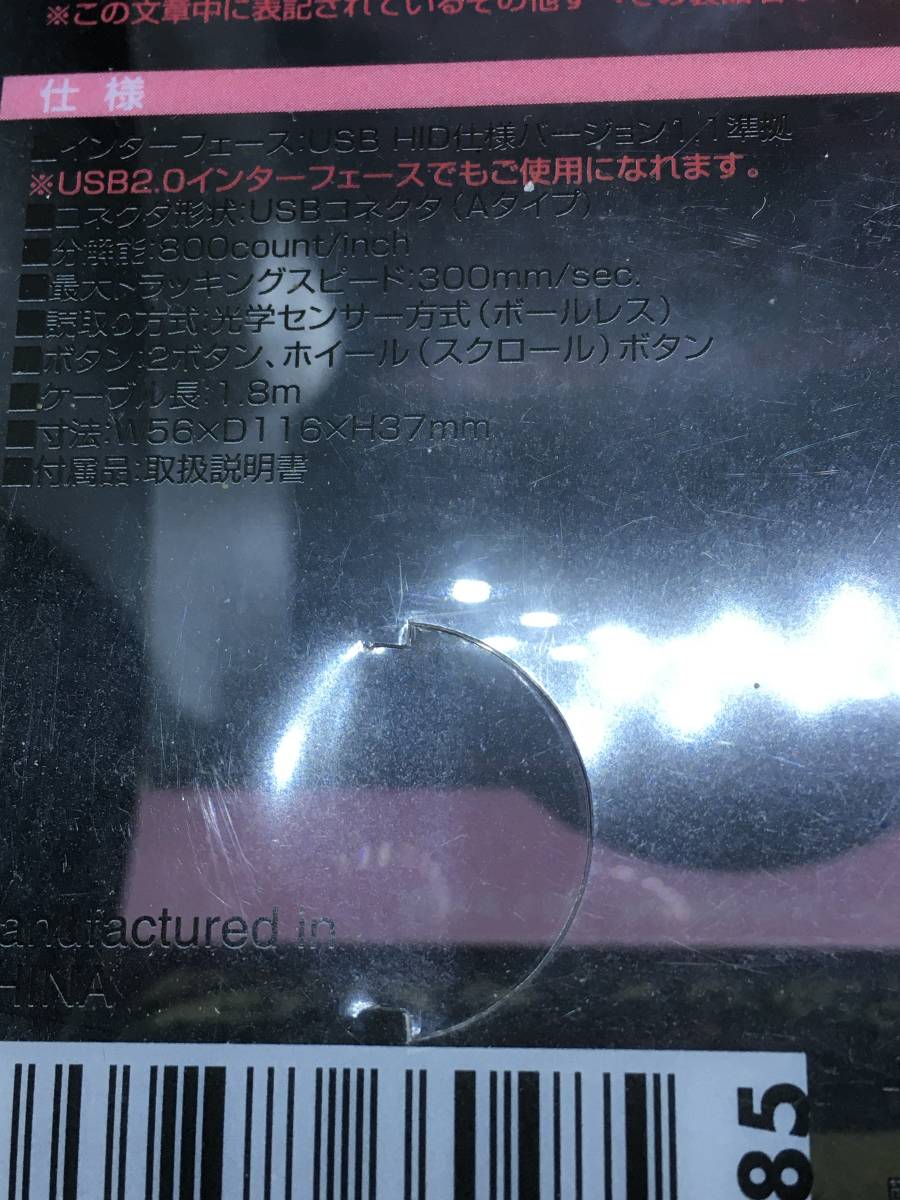 ※この文章中に表記されているその他す
仕様
■インターフェース:USB HID仕様バージョン1.1準拠
※USB2.0インターフェースでもご使用になれます。
■コネクタ形状:USBコネクタ(Aタイプ)
■分解能:800count/inch
■最大トラッキングスピード:300mm/sec.
■読取り方式:光学センサー方式(ボールレス)
■ボタン:2ボタン、ホイール(スクロール)ボタン
■ケーブル長:1.8m
■寸法:W56×D116×H37mm
■付属品:取扱説明書
anufactured in
HINA
85